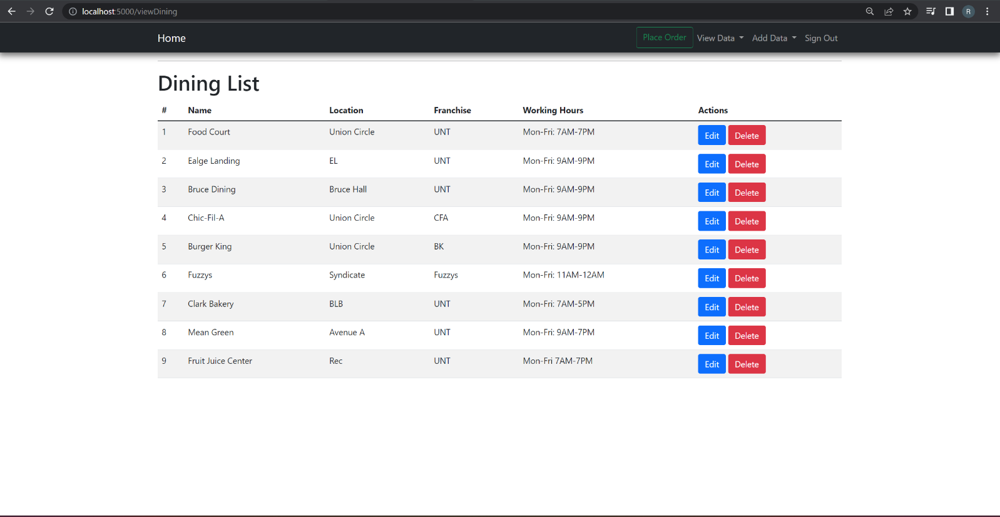 localhost:5000/viewDining
R
Home Place Order View Data Add Data Sign Out
Dining List
# Name Location Franchise Working Hours Actions
1 Food Court Union Circle UNT Mon-Fri: 7AM-7PM Edit Delete
2 Ealge Landing EL UNT Mon-Fri: 9AM-9PM Edit Delete
3 Bruce Dining Bruce Hall UNT Mon-Fri: 9AM-9PM Edit Delete
4 Chic-Fil-A Union Circle CFA Mon-Fri: 9AM-9PM Edit Delete
5 Burger King Union Circle BK Mon-Fri: 9AM-9PM Edit Delete
6 Fuzzys Syndicate Fuzzys Mon-Fri: 11AM-12AM Edit Delete
7 Clark Bakery BLB UNT Mon-Fri: 7AM-5PM Edit Delete
8 Mean Green Avenue A UNT Mon-Fri: 9AM-7PM Edit Delete
9 Fruit Juice Center Rec UNT Mon-Fri 7AM-7PM Edit Delete